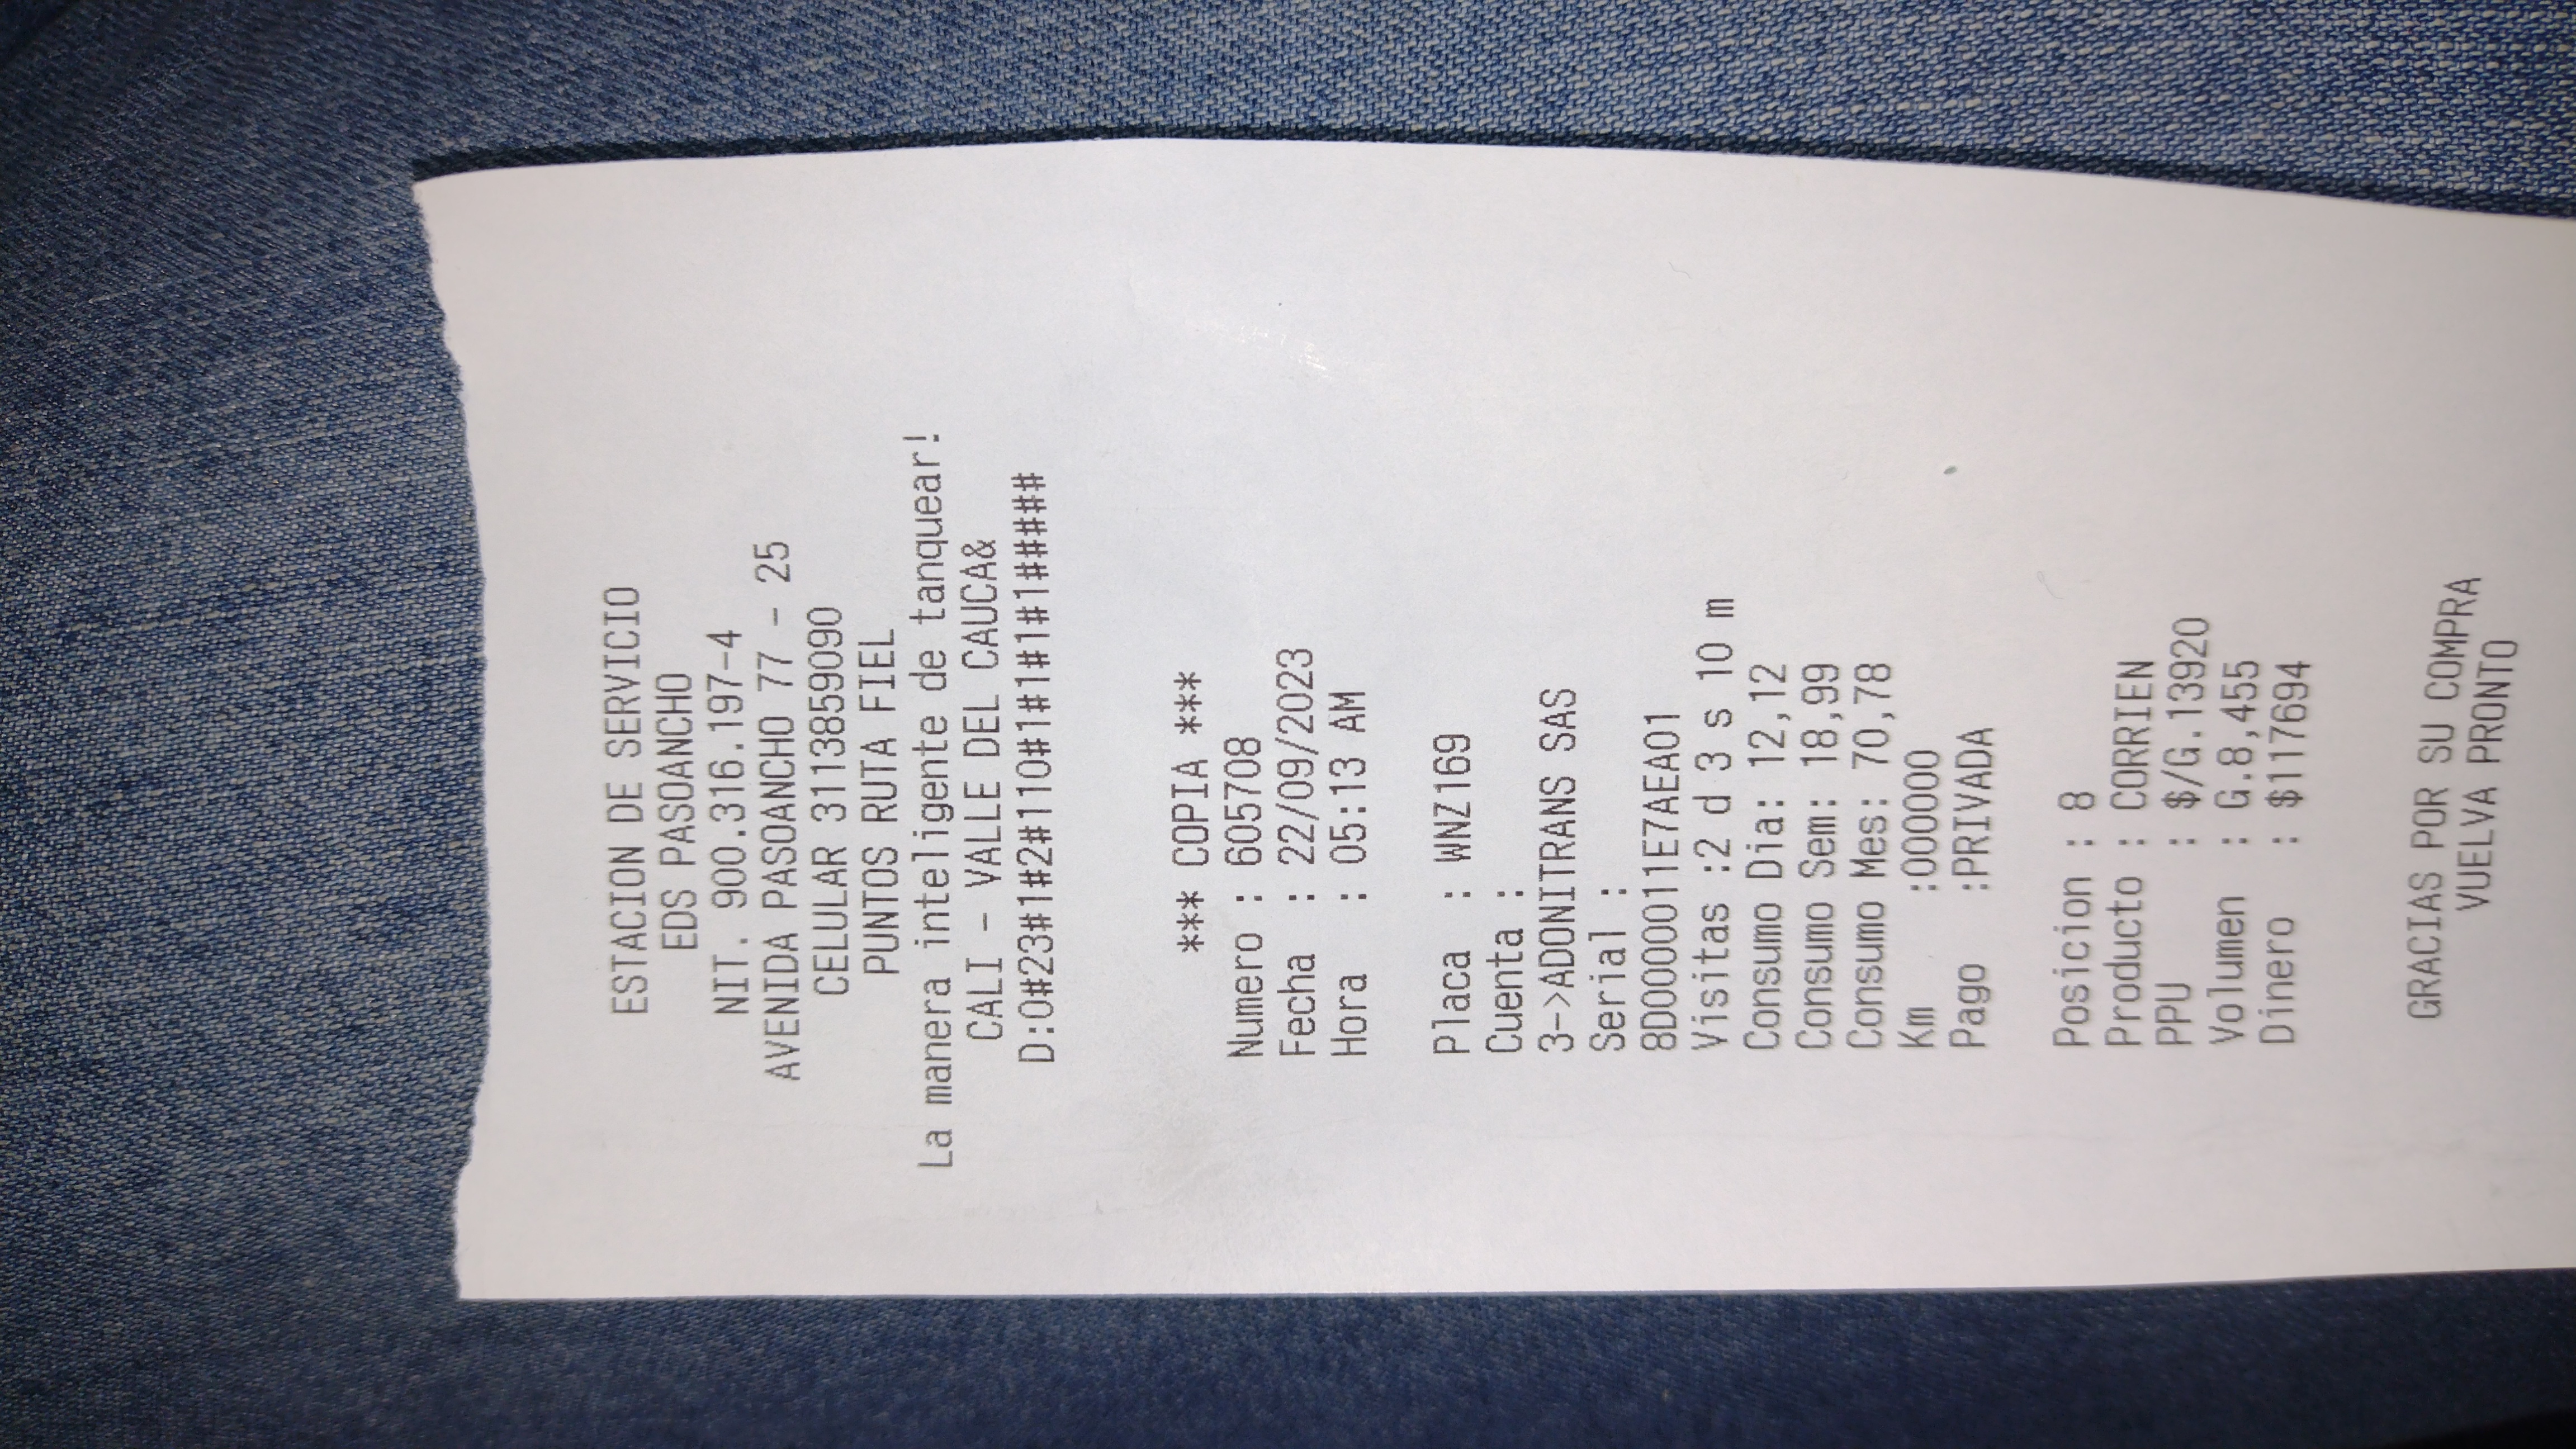 ESTACION DE SERVICIO
EDS PASOANCHO
NIT. 900.316.197-4
AVENIDA PASOANCHO 77 - 25
CELULAR 3113859090
PUNTOS RUTA FIEL
La manera inteligente de tanquear!
CALI - VALLE DEL CAUCA&
D:0#23#1#2#110#1#1#1#1#####
*** COPIA ***
Numero : 605708
Fecha : 22/09/2023
Hora : 05:13 AM
Placa : WNZ169
Cuenta :
3->ADONITRANS SAS
Serial :
8D000011E7AEA01
Visitas :2 d 3 s 10 m
Consumo Dia: 12,12
Consumo Sem: 18,99
Consumo Mes: 70,78
Km :000000
Pago :PRIVADA
Posicion : 8
Producto : CORRIEN
PPU : $/G.13920
Volumen : G.8,455
Dinero : $117694
GRACIAS POR SU COMPRA
VUELVA PRONTO